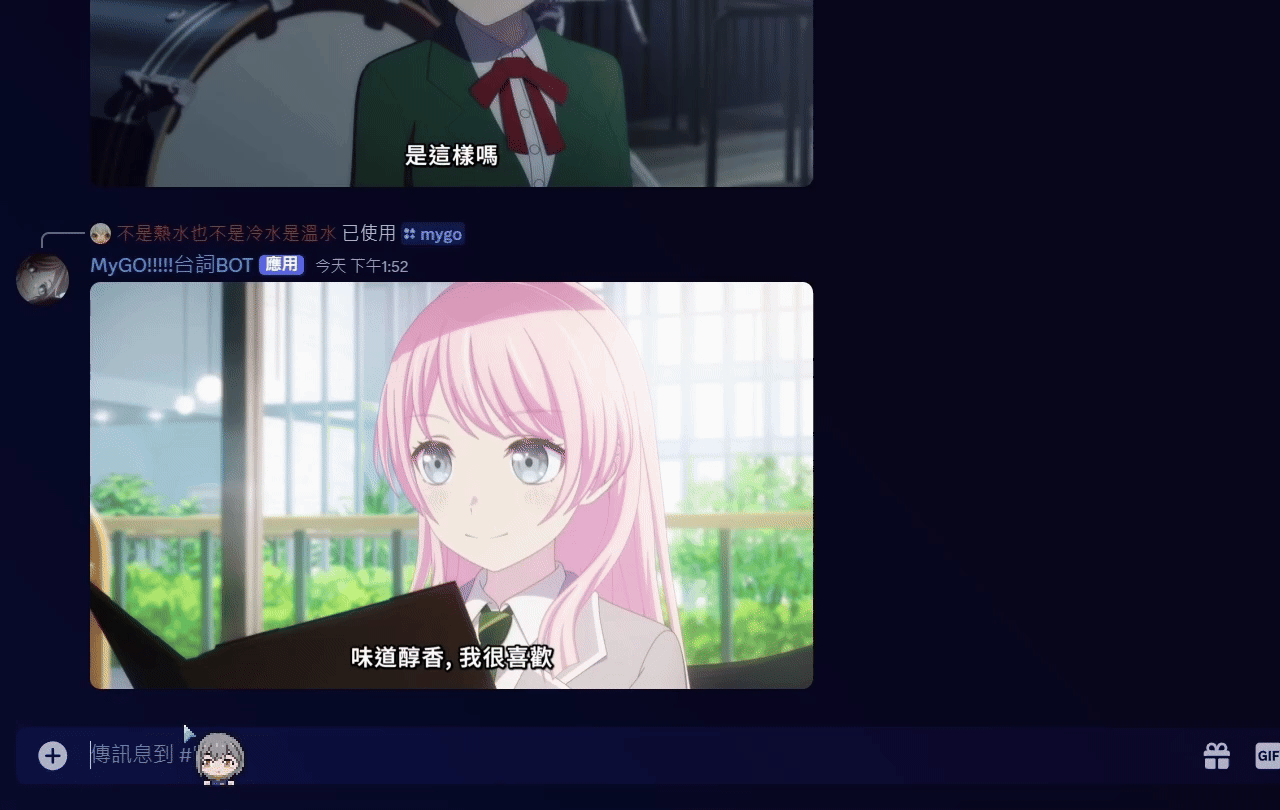 是這樣嗎
不是熱水也不是冷水是溫水 已使用 mygo
MyGO!!!!!台詞BOT 應用 今天 下午1:52
味道醇香, 我很喜歡
傳訊息到 #
GIF